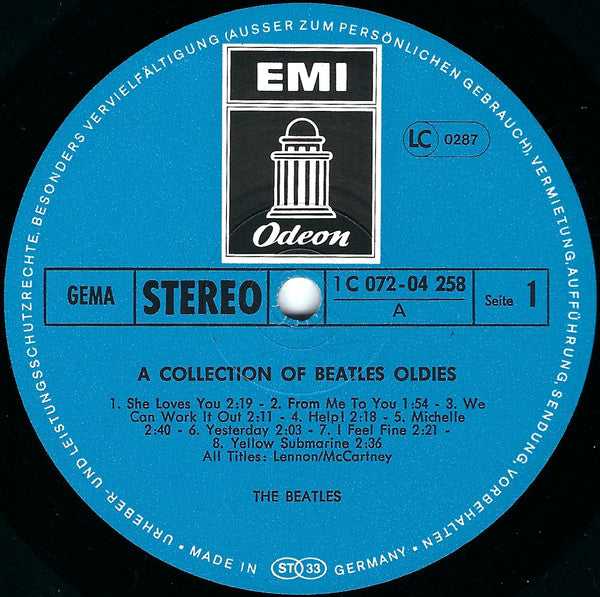 URHEBER- UND LEISTUNGSSCHUTZRECHTE, BESONDERS VERVIELFÄLTIGUNG (AUSSER ZUM PERSÖNLICHEN GEBRAUCH), VERMIETUNG, AUFFÜHRUNG, SENDUNG, VORBEHALTEN
EMI
LC 0287
Odeon
GEMA STEREO 1 C 072-04 258 Seite 1
A
A COLLECTION OF BEATLES OLDIES
1. She Loves You 2:19 - 2. From Me To You 1:54 - 3. We
Can Work It Out 2:11 - 4. Help! 2:18 - 5. Michelle
2:40 - 6. Yesterday 2:03 - 7. I Feel Fine 2:21 -
8. Yellow Submarine 2:36
All Titles: Lennon/McCartney
THE BEATLES
• MADE IN ST 33 GERMANY •